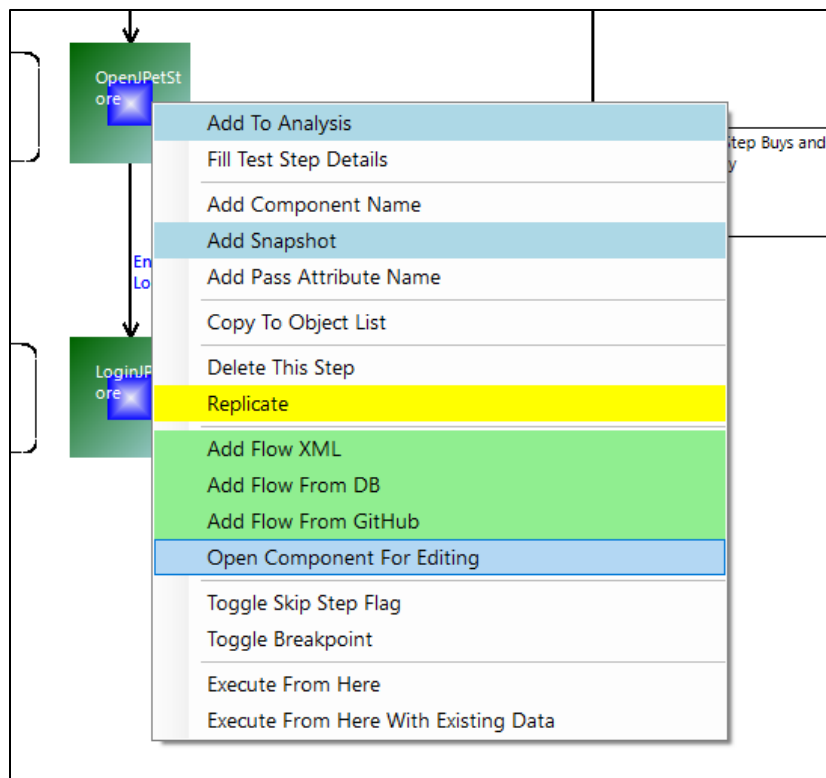 OpenJPetSt
ore
Add To Analysis
Fill Test Step Details
Step Buys and
y
Add Component Name
Add Snapshot
Add Pass Attribute Name
En
Lo
Copy To Object List
Delete This Step
LoginJP
ore
Replicate
Add Flow XML
Add Flow From DB
Add Flow From GitHub
Open Component For Editing
Toggle Skip Step Flag
Toggle Breakpoint
Execute From Here
Execute From Here With Existing Data